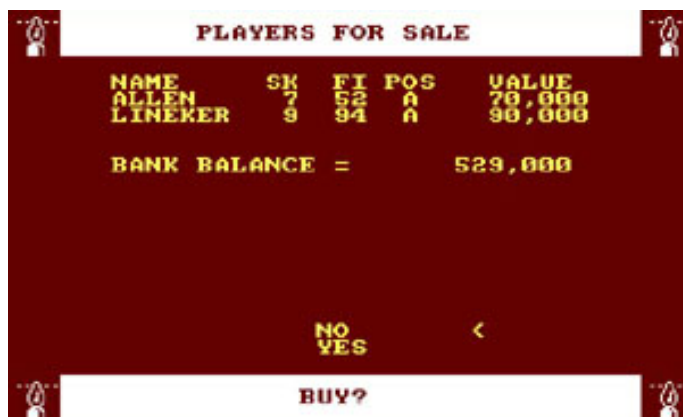 PLAYERS FOR SALE
NAME SK FI POS VALUE
ALLEN 7 52 A 70,000
LINEKER 9 94 A 90,000
BANK BALANCE = 529,000
NO <
YES
BUY?